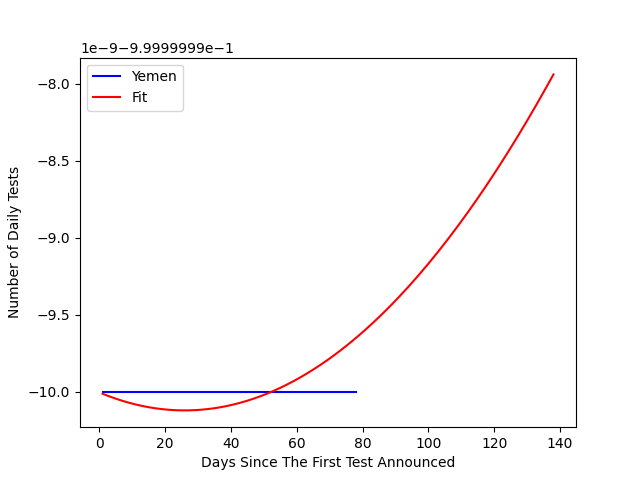 1e−9−9.9999999e−1
Yemen
Fit
−8.0
−8.5
−9.0
−9.5
−10.0
Number of Daily Tests
0 20 40 60 80 100 120 140
Days Since The First Test Announced